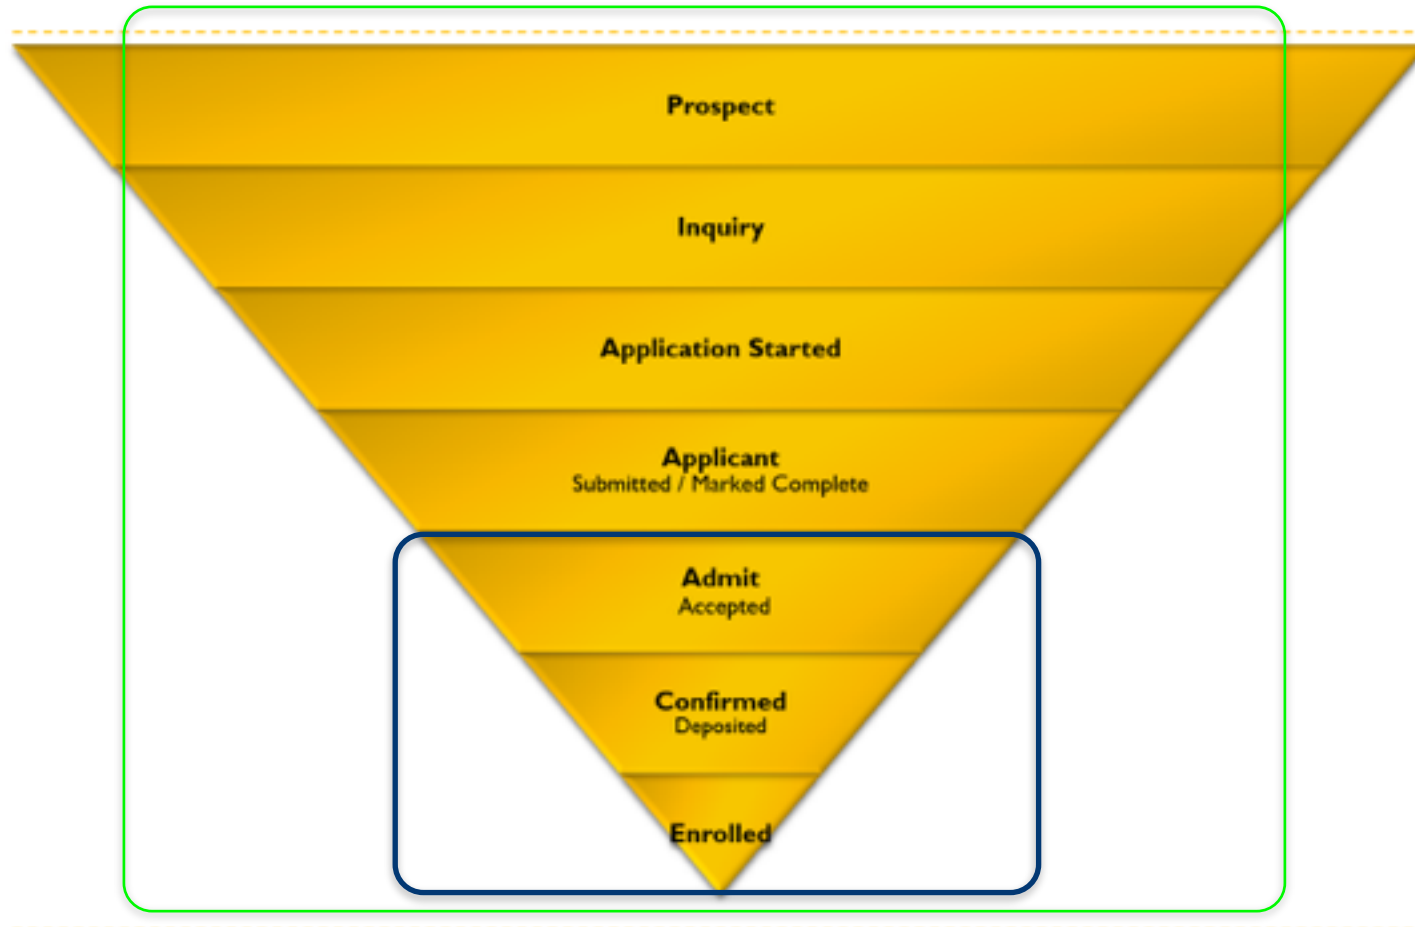 Prospect
Inquiry
Application Started
Applicant
Submitted / Marked Complete
Admit
Accepted
Confirmed
Deposited
Enrolled